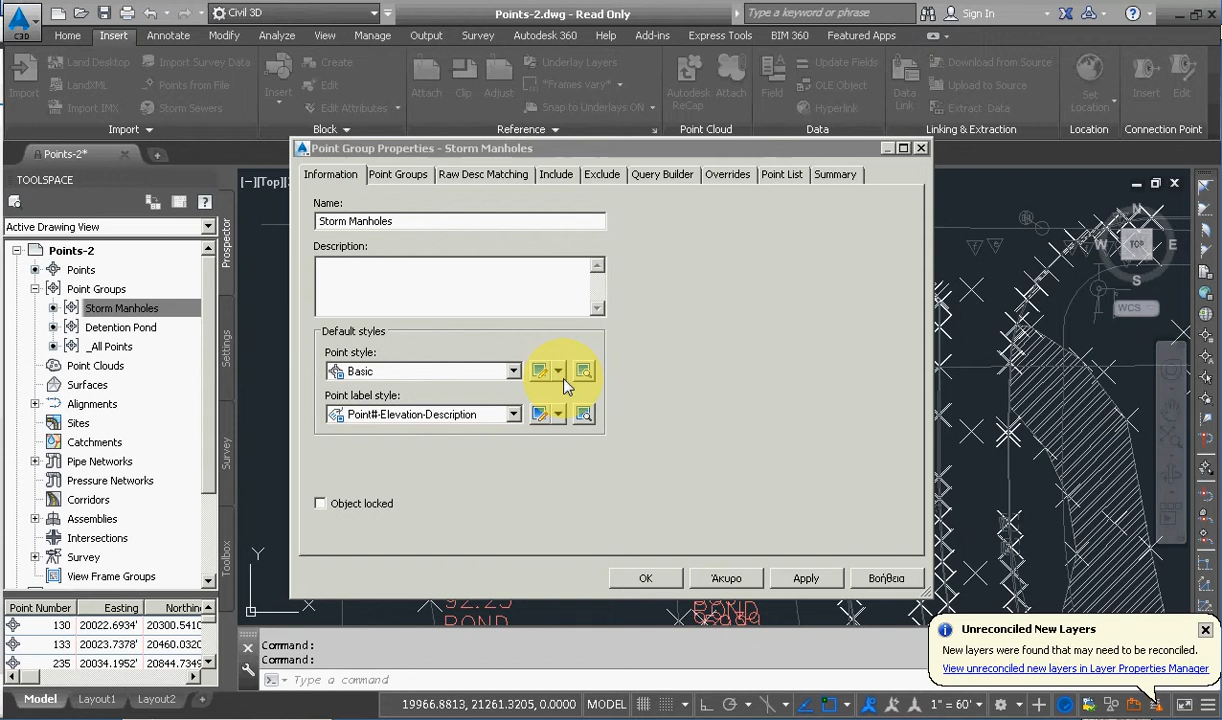 Civil 3D
Points-2.dwg - Read Only
Type a keyword or phrase
Sign In
C3D
Home Insert Annotate Modify Analyze View Manage Output Survey Autodesk 360 Help Add-ins Express Tools BIM 360 Featured Apps
Land Desktop Import Survey Data
LandXML Points from File
Import IMX Storm Sewers
Import
Create
Edit
Edit Attributes
Insert
Attach Clip Adjust
Underlay Layers
*Frames vary*
Snap to Underlays ON
Autodesk ReCap
Attach
Field
Update Fields
OLE Object
Hyperlink
Data Link
Download from Source
Upload to Source
Extract Data
Set Location
Insert Edit
Import Block Reference Point Cloud Data Linking & Extraction Location Connection Point
Points-2*
TOOLSPACE
Active Drawing View
Points-2
Points
Point Groups
Storm Manholes
Detention Pond
_All Points
Point Clouds
Surfaces
Alignments
Sites
Catchments
Pipe Networks
Pressure Networks
Corridors
Assemblies
Intersections
Survey
View Frame Groups
Prospector
Settings
Survey
Toolbox
Point Number Easting Northin
130 20022.6934' 20300.5410
133 20023.7378' 20460.0320
235 20034.1952' 20844.7349
[-][Top]
Point Group Properties - Storm Manholes
Information Point Groups Raw Desc Matching Include Exclude Query Builder Overrides Point List Summary
Name:
Storm Manholes
Description:
Default styles
Point style:
Basic
Point label style:
Point#-Elevation-Description
Object locked
OK Άκυρο Apply Βοήθεια
N
W TOP E
S
WCS
Y
92.25
POND
POND
Unreconciled New Layers
New layers were found that may need to be reconciled.
View unreconciled new layers in Layer Properties Manager
Command:
Command:
Type a command
Model Layout1 Layout2
19966.8813, 21261.3205, 0.0000 MODEL
1" = 60'